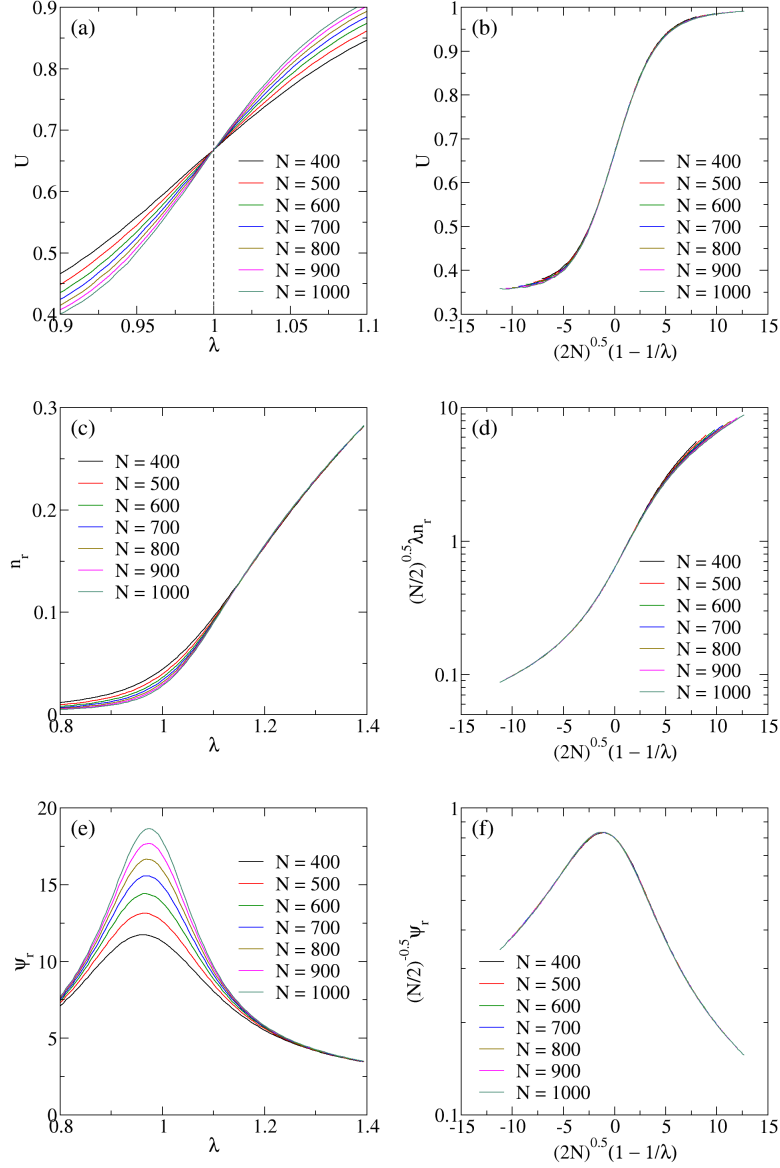 (a)
U
0.9
0.8
0.7
0.6
0.5
0.4
N = 400
N = 500
N = 600
N = 700
N = 800
N = 900
N = 1000
0.9 0.95 1 1.05 1.1
λ
(b)
U
1
0.9
0.8
0.7
0.6
0.5
0.4
0.3
N = 400
N = 500
N = 600
N = 700
N = 800
N = 900
N = 1000
-15 -10 -5 0 5 10 15
(2N)^0.5(1 - 1/λ)
(c)
n_r
0.3
0.2
0.1
0
N = 400
N = 500
N = 600
N = 700
N = 800
N = 900
N = 1000
0.8 1 1.2 1.4
λ
(d)
(N/2)^0.5λn_r
10
1
0.1
N = 400
N = 500
N = 600
N = 700
N = 800
N = 900
N = 1000
-15 -10 -5 0 5 10 15
(2N)^0.5(1 - 1/λ)
(e)
ψ_r
20
15
10
5
0
N = 400
N = 500
N = 600
N = 700
N = 800
N = 900
N = 1000
0.8 1 1.2 1.4
λ
(f)
(N/2)^-0.5ψ_r
1
0.1
N = 400
N = 500
N = 600
N = 700
N = 800
N = 900
N = 1000
-15 -10 -5 0 5 10 15
(2N)^0.5(1 - 1/λ)